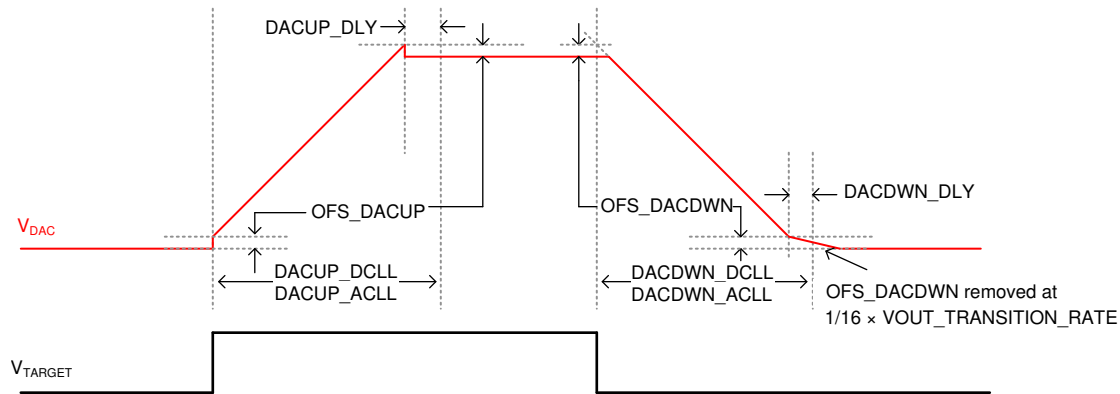 DACUP_DLY
DACDWN_DLY
OFS_DACUP
OFS_DACDWN
VDAC
DACUP_DCLL
DACUP_ACLL
DACDWN_DCLL
DACDWN_ACLL
OFS_DACDWN removed at
1/16 × VOUT_TRANSITION_RATE
VTARGET